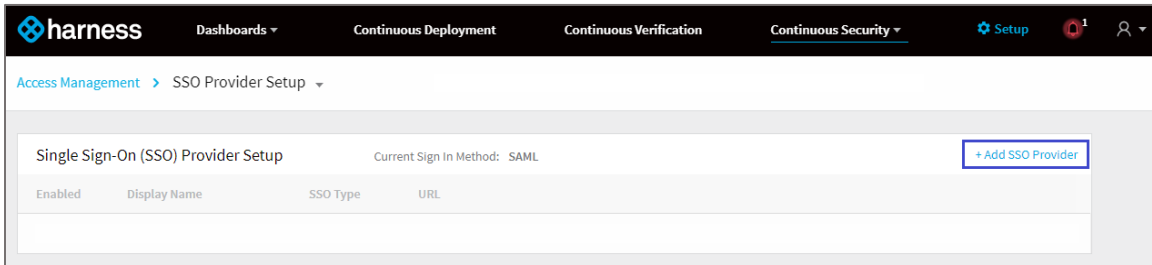 harness Dashboards Continuous Deployment Continuous Verification Continuous Security Setup 1
Access Management > SSO Provider Setup
Single Sign-On (SSO) Provider Setup Current Sign In Method: SAML + Add SSO Provider
Enabled Display Name SSO Type URL